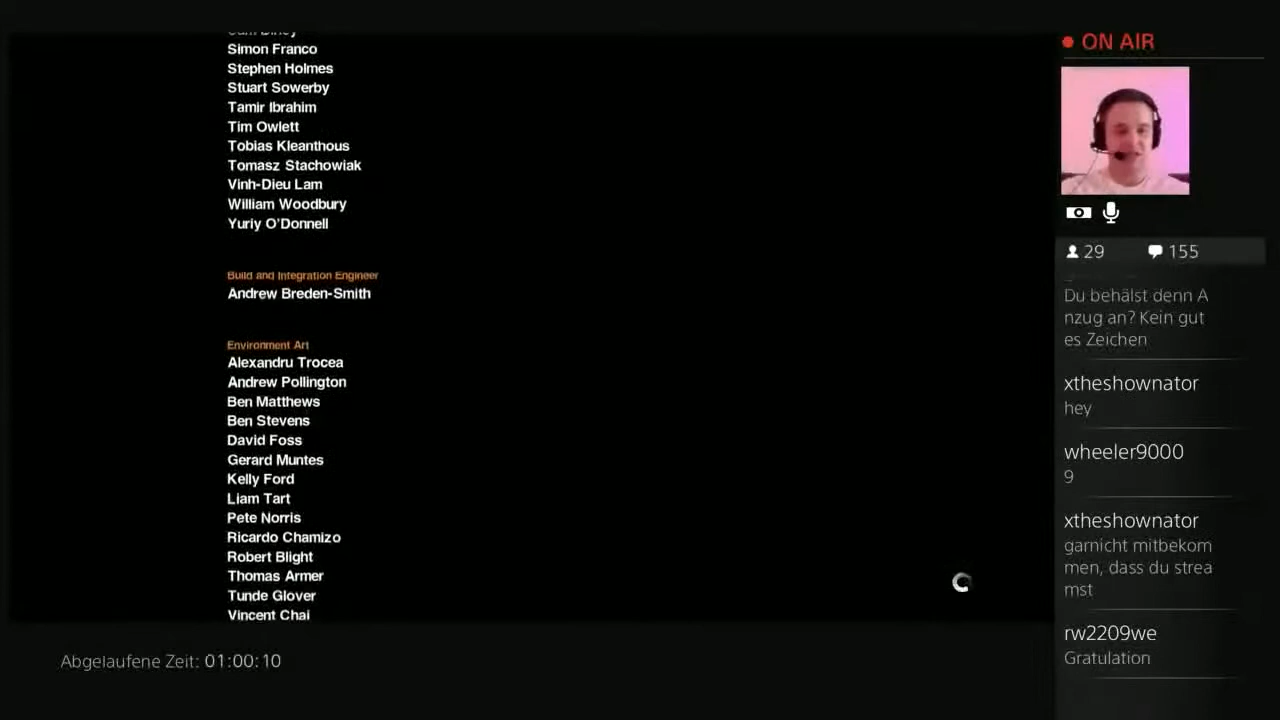 Simon Franco
Stephen Holmes
Stuart Sowerby
Tamir Ibrahim
Tim Owlett
Tobias Kleanthous
Tomasz Stachowiak
Vinh-Dieu Lam
William Woodbury
Yuriy O'Donnell
Build and Integration Engineer
Andrew Breden-Smith
Environment Art
Alexandru Trocea
Andrew Pollington
Ben Matthews
Ben Stevens
David Foss
Gerard Muntes
Kelly Ford
Liam Tart
Pete Norris
Ricardo Chamizo
Robert Blight
Thomas Armer
Tunde Glover
Vincent Chai
Abgelaufene Zeit: 01:00:10
ON AIR
29 155
Du behälst denn A
nzug an? Kein gut
es Zeichen
xtheshownator
hey
wheeler9000
9
xtheshownator
garnicht mitbekom
men, dass du strea
mst
rw2209we
Gratulation